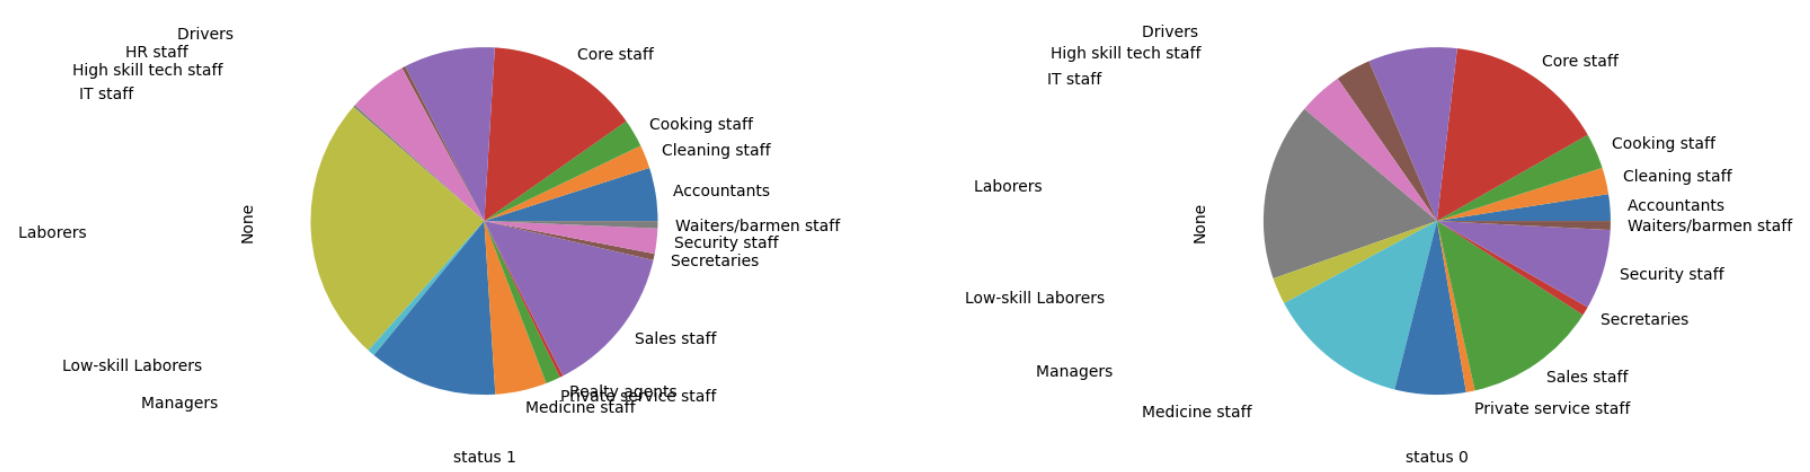 Drivers
HR staff
High skill tech staff
IT staff
Laborers
Low-skill Laborers
Managers
None
Core staff
Cooking staff
Cleaning staff
Accountants
Waiters/barmen staff
Security staff
Secretaries
Sales staff
Realty agents
Private service staff
Medicine staff
status 1
Drivers
High skill tech staff
IT staff
Laborers
Low-skill Laborers
Managers
Medicine staff
None
Core staff
Cooking staff
Cleaning staff
Accountants
Waiters/barmen staff
Security staff
Secretaries
Sales staff
Private service staff
status 0